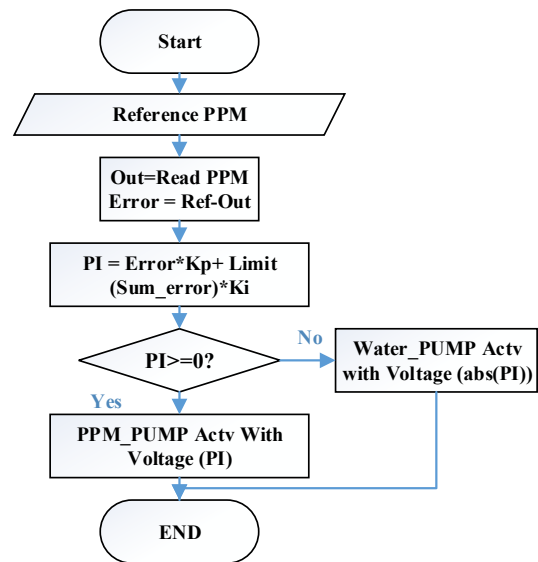 Start
Reference PPM
Out=Read PPM
Error = Ref-Out
PI = Error*Kp+ Limit
(Sum_error)*Ki
PI>=0?
No
Water_PUMP Actv
with Voltage (abs(PI))
Yes
PPM_PUMP Actv With
Voltage (PI)
END